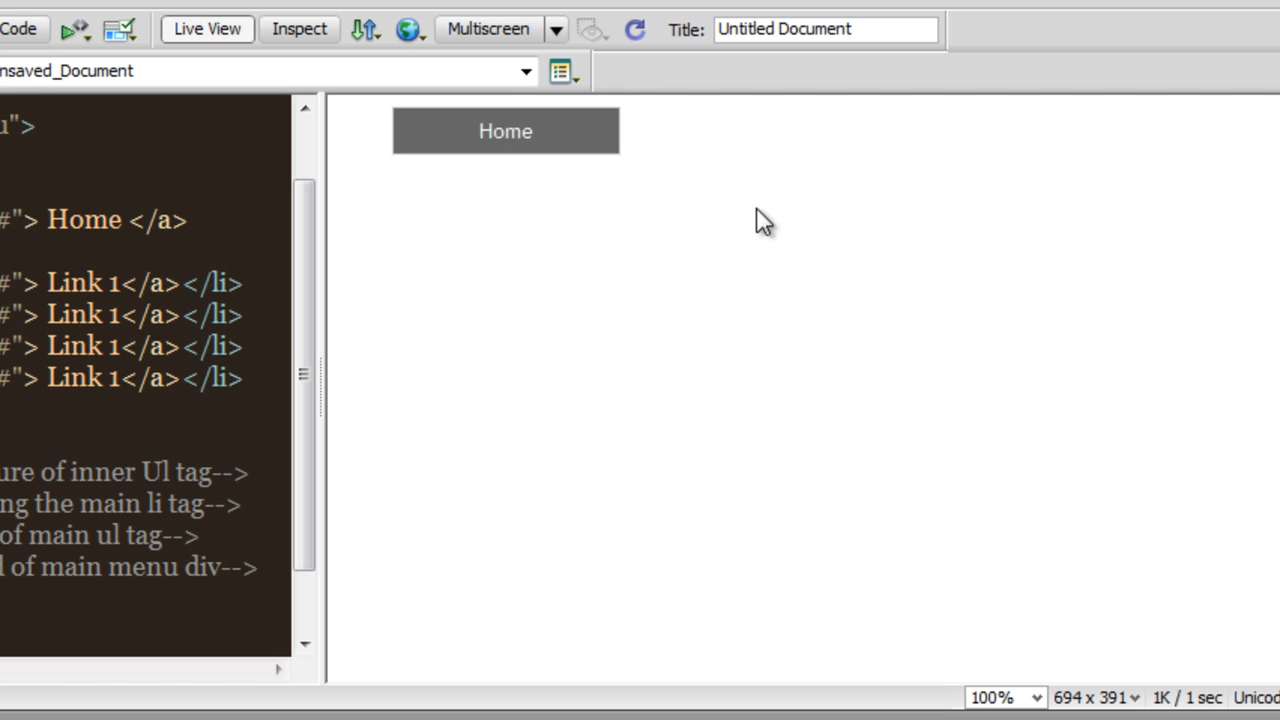 Code Live View Inspect Multiscreen Title: Untitled Document
nsaved_Document
u">
#"> Home </a>
#"> Link 1</a></li>
#"> Link 1</a></li>
#"> Link 1</a></li>
#"> Link 1</a></li>
ure of inner Ul tag-->
ng the main li tag-->
of main ul tag-->
l of main menu div-->
Home
100% 694 x 391 1K / 1 sec Unicod